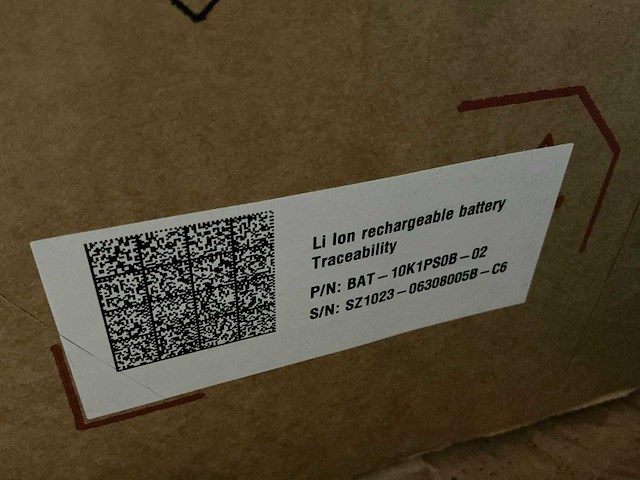 Li Ion rechargeable battery
Traceability
P/N: BAT-10K1PS0B-02
S/N: SZ1023-06308005B-C6